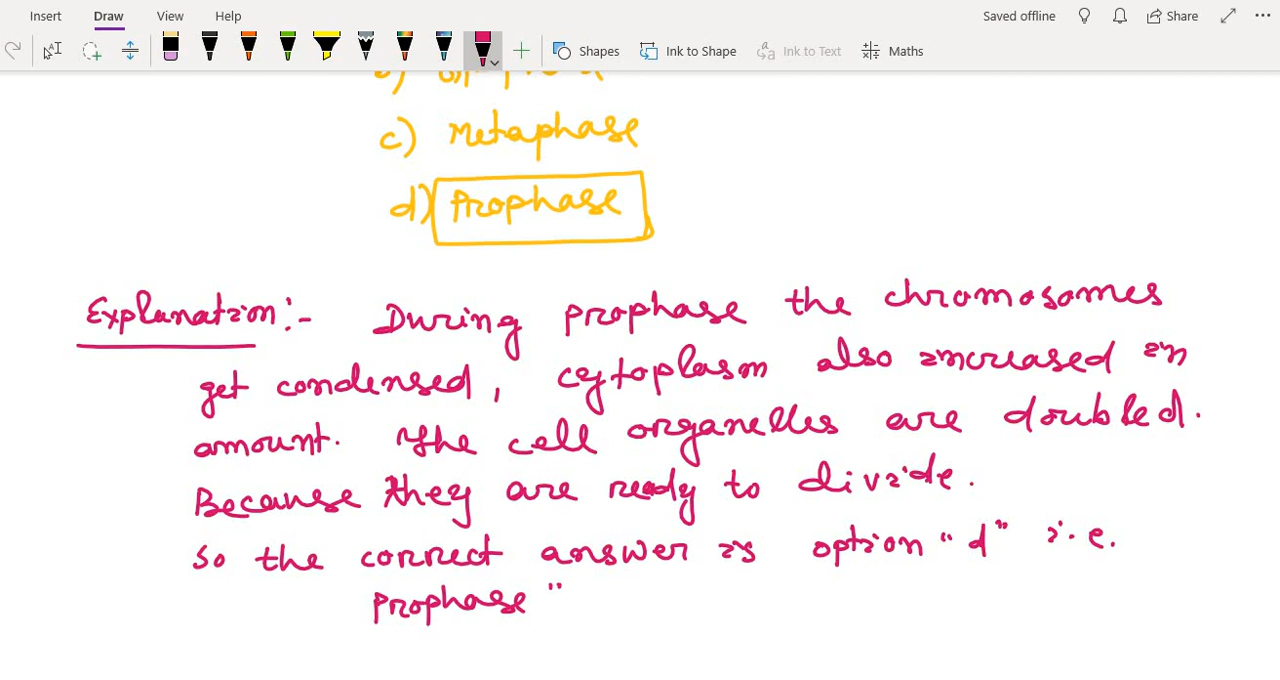 Insert Draw View Help Saved offline Share
Shapes Ink to Shape Ink to Text Maths
c) Metaphase
d) Prophase
Explanation:- During prophase the chromosomes
get condensed, cytoplasm also increased in
amount. The cell organelles are doubled.
Because they are ready to divide.
So the correct answer is option "d" i.e.
prophase"